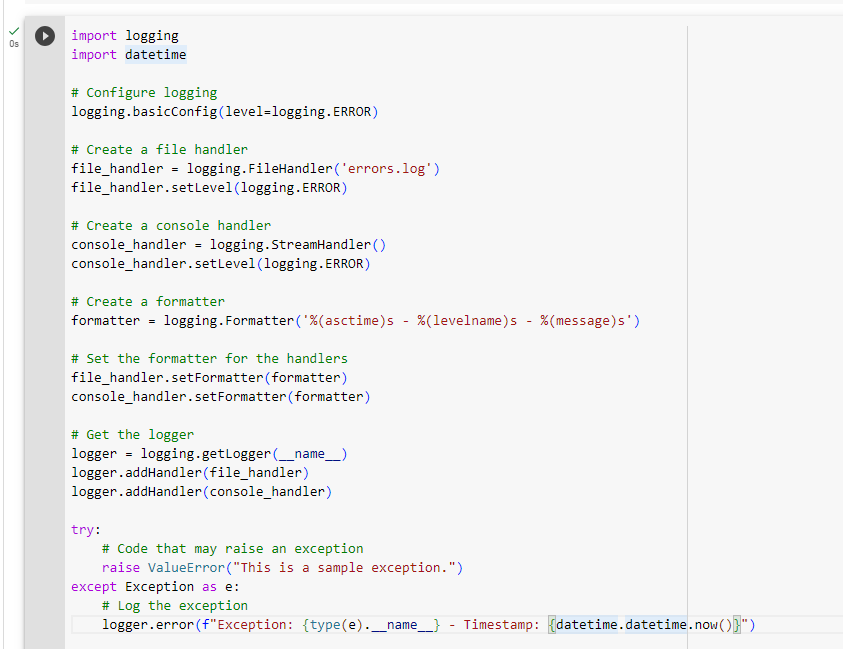 import logging
0s
import datetime
# Configure logging
logging.basicConfig(level=logging.ERROR)
# Create a file handler
file_handler = logging.FileHandler('errors.log')
file_handler.setLevel(logging.ERROR)
# Create a console handler
console_handler = logging.StreamHandler()
console_handler.setLevel(logging.ERROR)
# Create a formatter
formatter = logging.Formatter('%(asctime)s - %(levelname)s - %(message)s')
# Set the formatter for the handlers
file_handler.setFormatter(formatter)
console_handler.setFormatter(formatter)
# Get the logger
logger = logging.getLogger(__name__)
logger.addHandler(file_handler)
logger.addHandler(console_handler)
try:
    # Code that may raise an exception
    raise ValueError("This is a sample exception.")
except Exception as e:
    # Log the exception
    logger.error(f"Exception: {type(e).__name__} - Timestamp: {datetime.datetime.now()}")